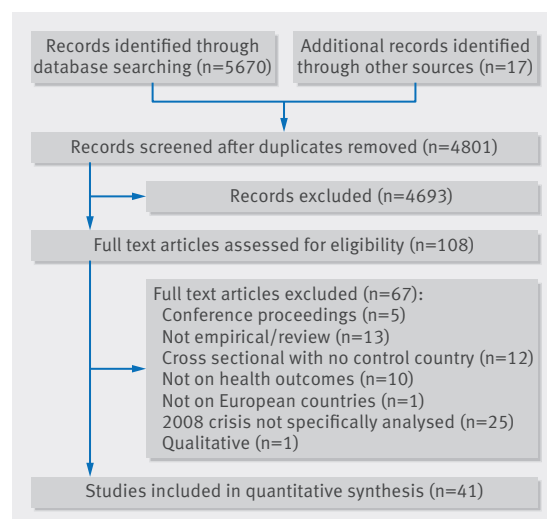 Records identified through
database searching (n=5670)
Additional records identified
through other sources (n=17)
Records screened after duplicates removed (n=4801)
Records excluded (n=4693)
Full text articles assessed for eligibility (n=108)
Full text articles excluded (n=67):
Conference proceedings (n=5)
Not empirical/review (n=13)
Cross sectional with no control country (n=12)
Not on health outcomes (n=10)
Not on European countries (n=1)
2008 crisis not specifically analysed (n=25)
Qualitative (n=1)
Studies included in quantitative synthesis (n=41)